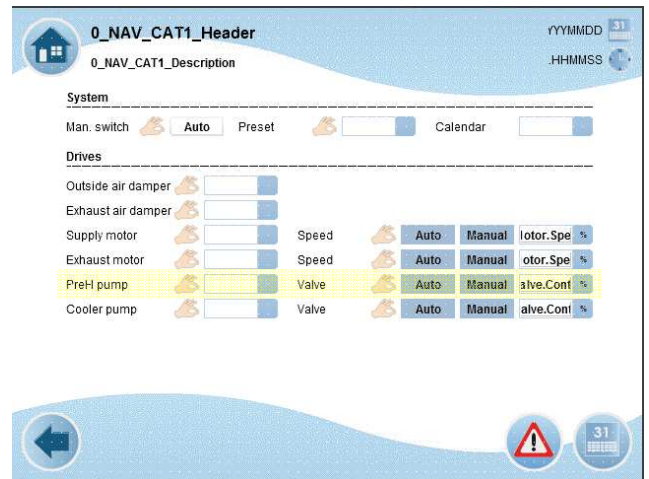 0_NAV_CAT1_Header YYMMDD 31
0_NAV_CAT1_Description .HHMMSS
System
Man. switch Auto Preset Calendar
Drives
Outside air damper
Exhaust air damper
Supply motor Speed Auto Manual lotor.Spe %
Exhaust motor Speed Auto Manual otor.Spe %
PreH pump Valve Auto Manual alve.Cont %
Cooler pump Valve Auto Manual alve.Cont %
31